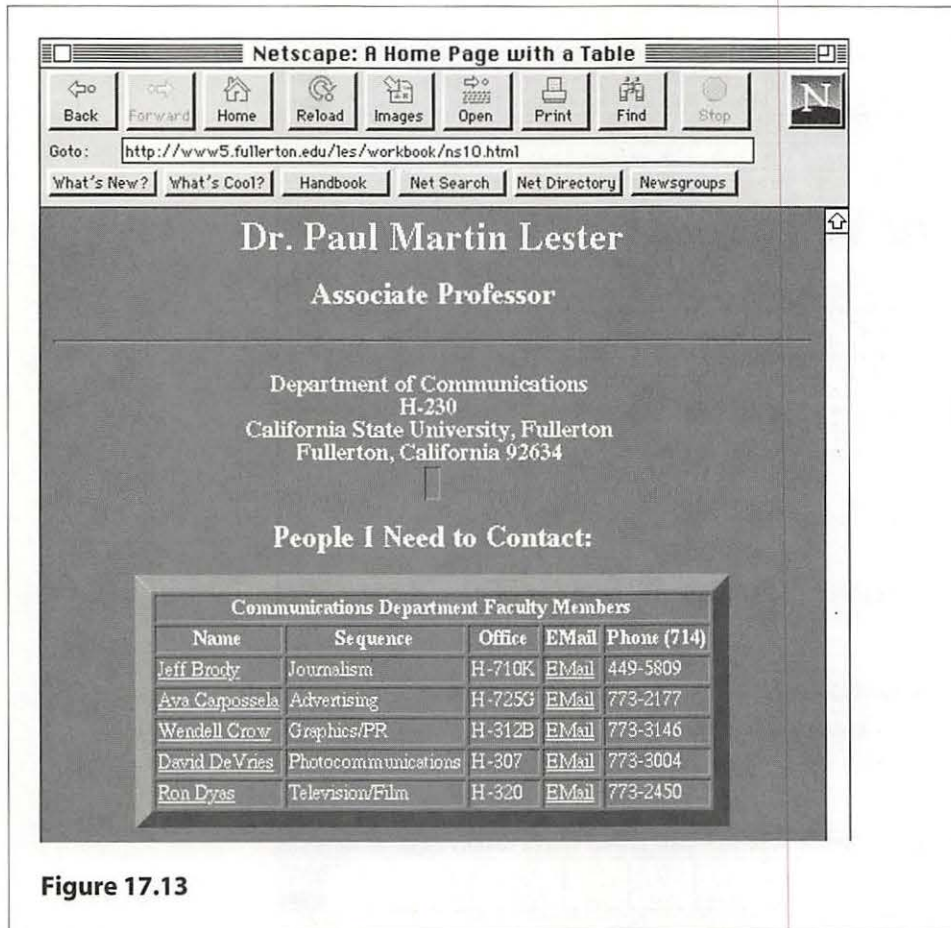 Netscape: A Home Page with a Table
Back Forward Home Reload Images Open Print Find Stop N
Goto: http://www5.fullerton.edu/les/workbook/ns10.html
What's New? What's Cool? Handbook Net Search Net Directory Newsgroups
Dr. Paul Martin Lester
Associate Professor
Department of Communications
H-230
California State University, Fullerton
Fullerton, California 92634
People I Need to Contact:
Communications Department Faculty Members
Name Sequence Office EMail Phone (714)
Jeff Brody Journalism H-710K EMail 449-5809
Ava Carpossela Advertising H-725G EMail 773-2177
Wendell Crow Graphics/PR H-312B EMail 773-3146
David DeVries Photocommunications H-307 EMail 773-3004
Ron Dyas Television/Film H-320 EMail 773-2450
Figure 17.13